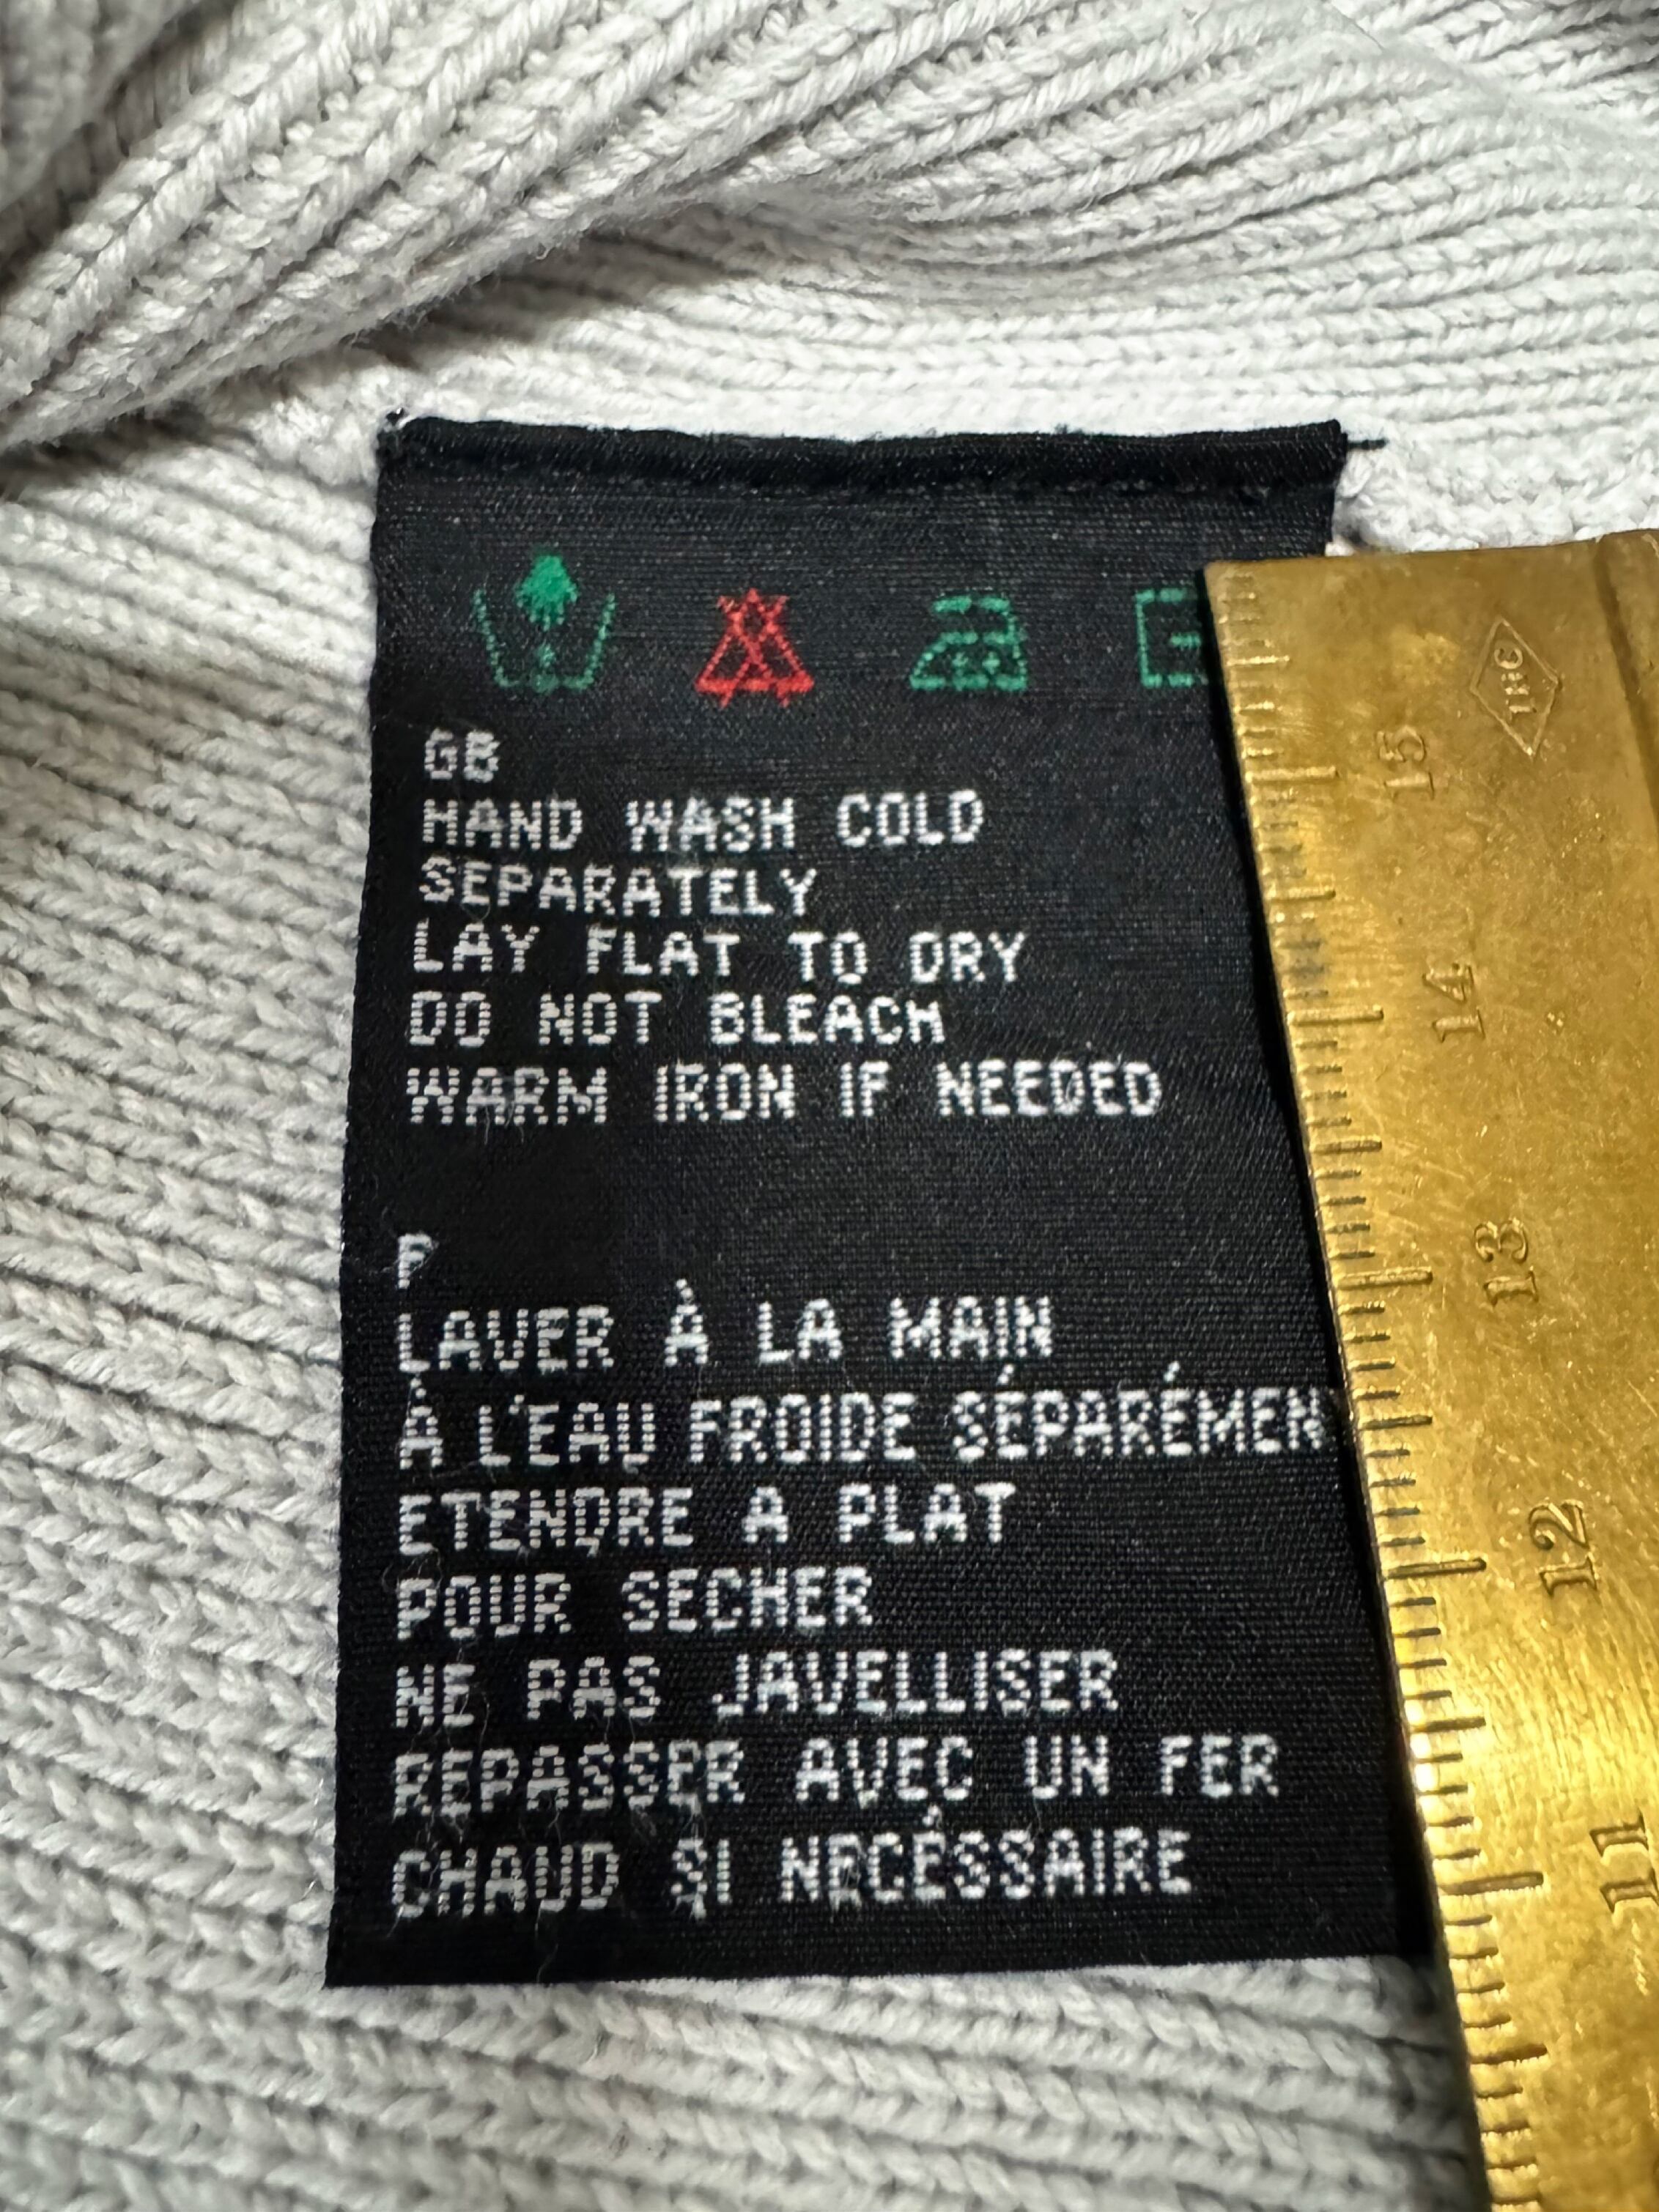 GB
HAND WASH COLD
SEPARATELY
LAY FLAT TO DRY
DO NOT BLEACH
WARM IRON IF NEEDED
F
LAVER À LA MAIN
À L'EAU FROIDE SÉPARÉMEN
ETENDRE A PLAT
POUR SECHER
NE PAS JAVELLISER
REPASSER AVEC UN FER
CHAUD SI NECÉSSAIRE
15
14
13
12
11